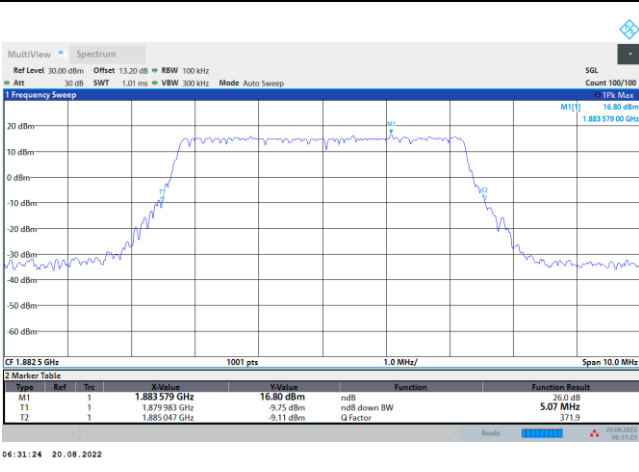 MultiView Spectrum
Ref Level 30.00 dBm Offset 13.20 dB RBW 100 kHz SGL
Att 30 dB SWT 1.01 ms VBW 300 kHz Mode Auto Sweep Count 100/100
1 Frequency Sweep 1Pk Max
M1[1] 16.80 dBm
1.883 579 00 GHz
M1
20 dBm
10 dBm
0 dBm
T1 T2
-10 dBm
-20 dBm
-30 dBm
-40 dBm
-50 dBm
-60 dBm
CF 1.882 5 GHz 1001 pts 1.0 MHz/ Span 10.0 MHz
2 Marker Table
Type Ref Trc X-Value Y-Value Function Function Result
M1 1 1.883 579 GHz 16.80 dBm ndB 26.0 dB
T1 1 1.879 983 GHz -9.75 dBm ndB down BW 5.07 MHz
T2 1 1.885 047 GHz -9.11 dBm Q Factor 371.9
Ready 20.08.2022
06:31:23
06:31:24 20.08.2022